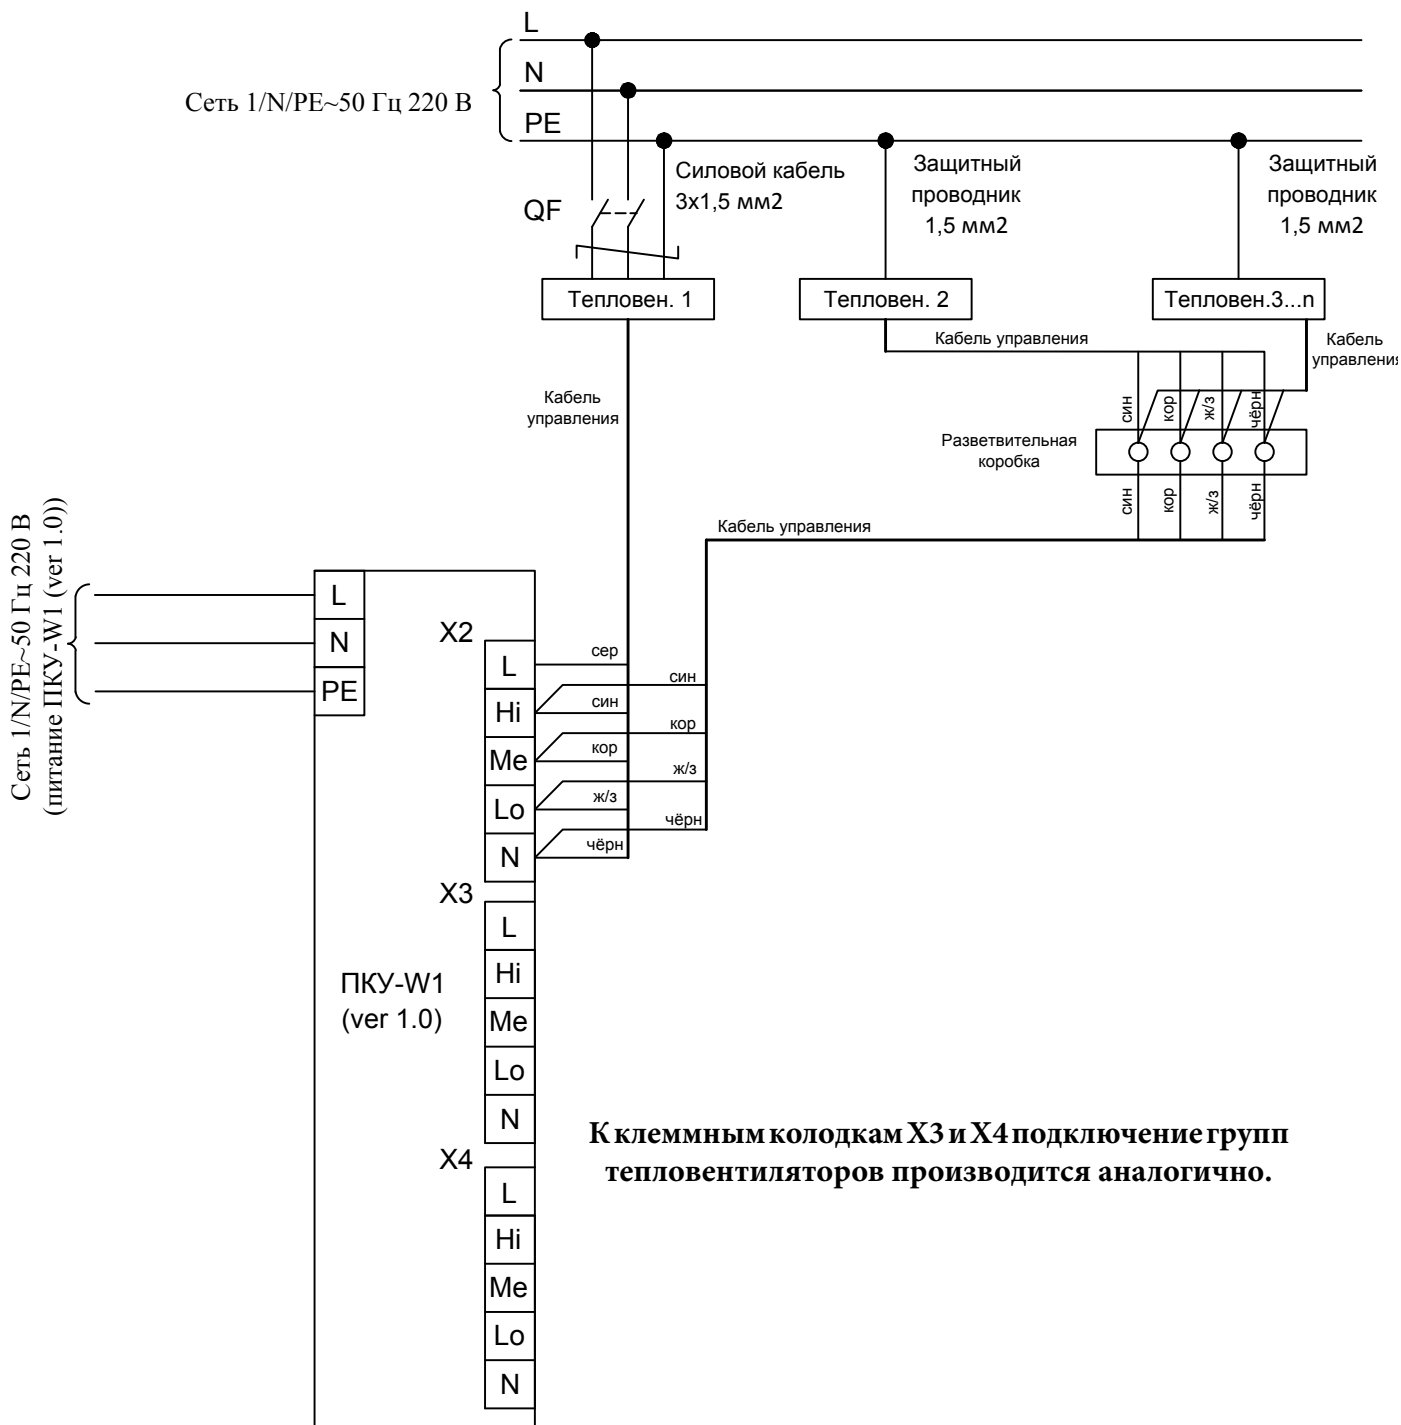 L
N
Сеть 1/N/PE~50 Гц 220 В
PE
Силовой кабель
3х1,5 мм2
Защитный
проводник
1,5 мм2
Защитный
проводник
1,5 мм2
QF
Тепловен. 1
Тепловен. 2
Тепловен.3...n
Кабель управления
Кабель
управления
Кабель
управления
син
кор
ж/з
чёрн
Разветвительная
коробка
син
кор
ж/з
чёрн
Кабель управления
Сеть 1/N/PE~50 Гц 220 В
(питание ПКУ-W1 (ver 1.0))
L
N
PE
X2
L
Hi
Me
Lo
N
сер
син
син
кор
кор
ж/з
ж/з
чёрн
чёрн
X3
L
Hi
Me
Lo
N
ПКУ-W1
(ver 1.0)
X4
L
Hi
Me
Lo
N
К клеммным колодкам X3 и X4 подключение групп
тепловентиляторов производится аналогично.